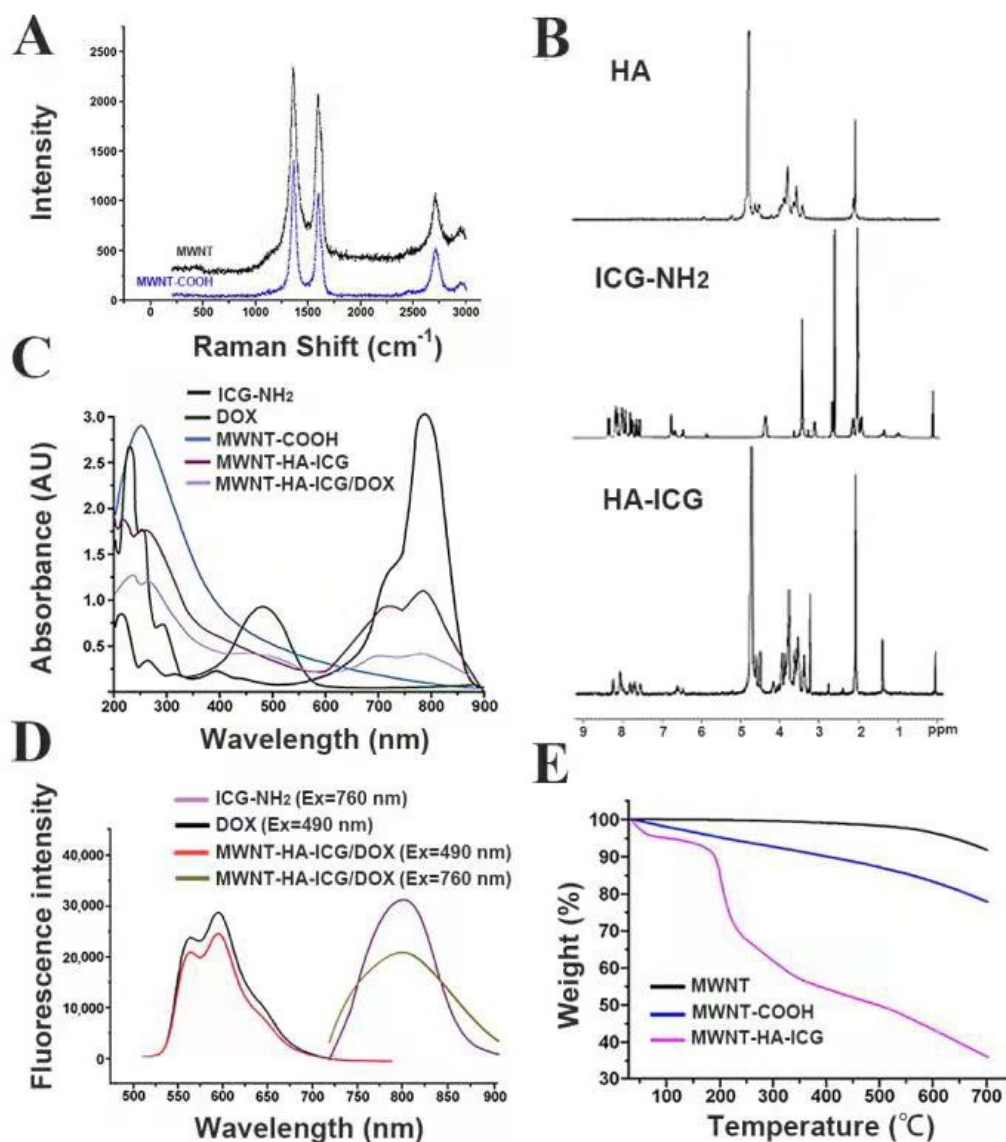 A
Intensity
2500
2000
1500
1000
500
0
MWNT
MWNT-COOH
0 500 1000 1500 2000 2500 3000
Raman Shift (cm⁻¹)
B
HA
ICG-NH2
HA-ICG
9 8 7 6 5 4 3 2 1 ppm
C
ICG-NH₂
DOX
MWNT-COOH
MWNT-HA-ICG
MWNT-HA-ICG/DOX
Absorbance (AU)
3.0
2.5
2.0
1.5
1.0
0.5
200 300 400 500 600 700 800 900
Wavelength (nm)
D
ICG-NH₂ (Ex=760 nm)
DOX (Ex=490 nm)
MWNT-HA-ICG/DOX (Ex=490 nm)
MWNT-HA-ICG/DOX (Ex=760 nm)
Fluorescence intensity
40,000
30,000
20,000
10,000
0
500 550 600 650 700 750 800 850 900
Wavelength (nm)
E
Weight (%)
100
90
80
70
60
55
40
30
MWNT
MWNT-COOH
MWNT-HA-ICG
100 200 300 400 500 600 700
Temperature (℃)